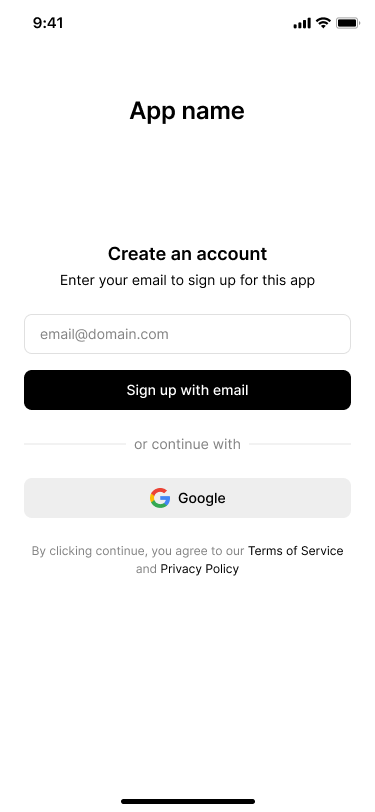 9:41
App name
Create an account
Enter your email to sign up for this app
email@domain.com
Sign up with email
or continue with
Google
By clicking continue, you agree to our Terms of Service
and Privacy Policy